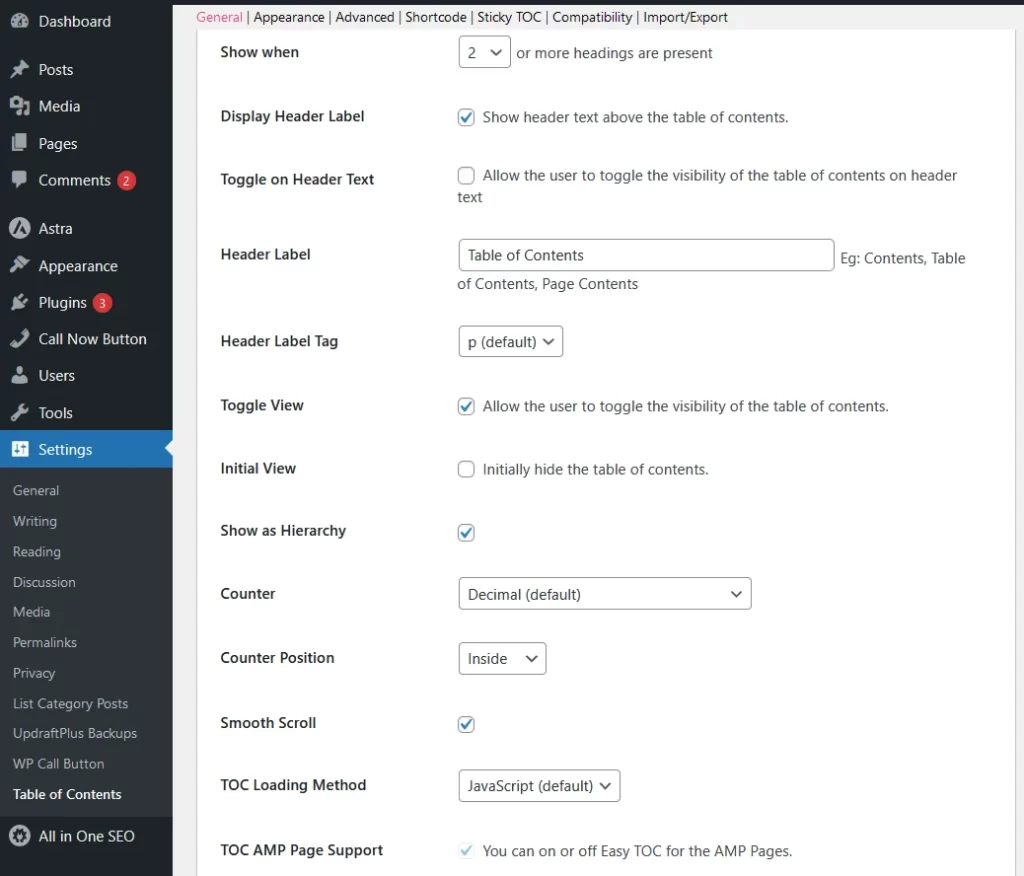 Dashboard
Posts
Media
Pages
Comments 2
Astra
Appearance
Plugins 3
Call Now Button
Users
Tools
Settings
General
Writing
Reading
Discussion
Media
Permalinks
Privacy
List Category Posts
UpdraftPlus Backups
WP Call Button
Table of Contents
All in One SEO
General | Appearance | Advanced | Shortcode | Sticky TOC | Compatibility | Import/Export
Show when 2 or more headings are present
Display Header Label Show header text above the table of contents.
Toggle on Header Text Allow the user to toggle the visibility of the table of contents on header
text
Header Label Table of Contents Eg: Contents, Table
of Contents, Page Contents
Header Label Tag p (default)
Toggle View Allow the user to toggle the visibility of the table of contents.
Initial View Initially hide the table of contents.
Show as Hierarchy
Counter Decimal (default)
Counter Position Inside
Smooth Scroll
TOC Loading Method JavaScript (default)
TOC AMP Page Support You can on or off Easy TOC for the AMP Pages.